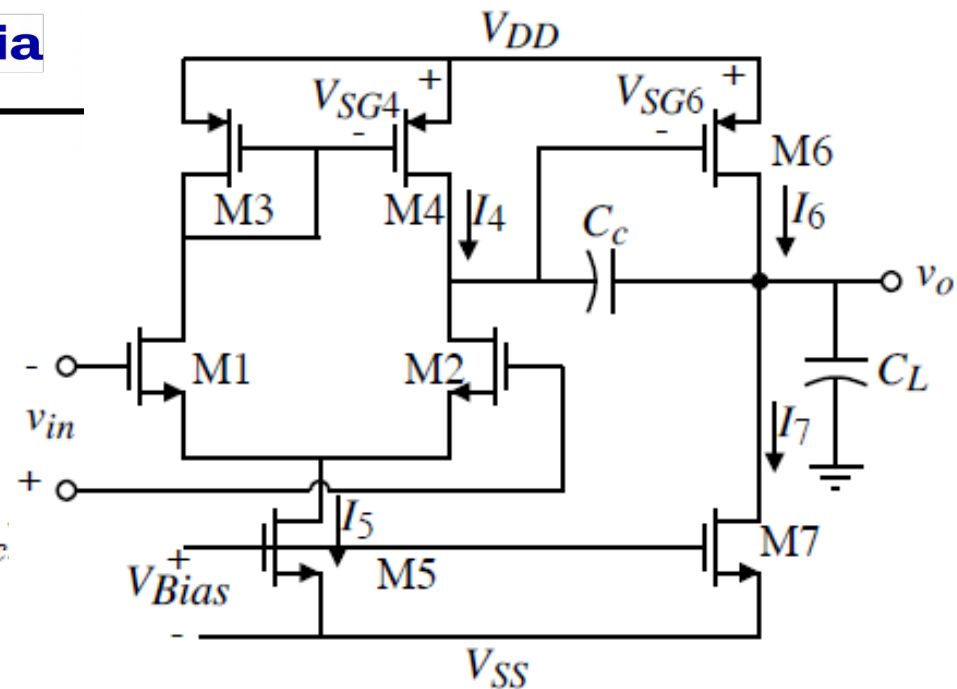 ia
VDD
VSG4
+
-
VSG6
+
-
M6
M3
M4
I4
Cc
I6
vo
-
M1
M2
CL
vin
I7
+
I5
c.
+
M7
VBias
M5
-
VSS